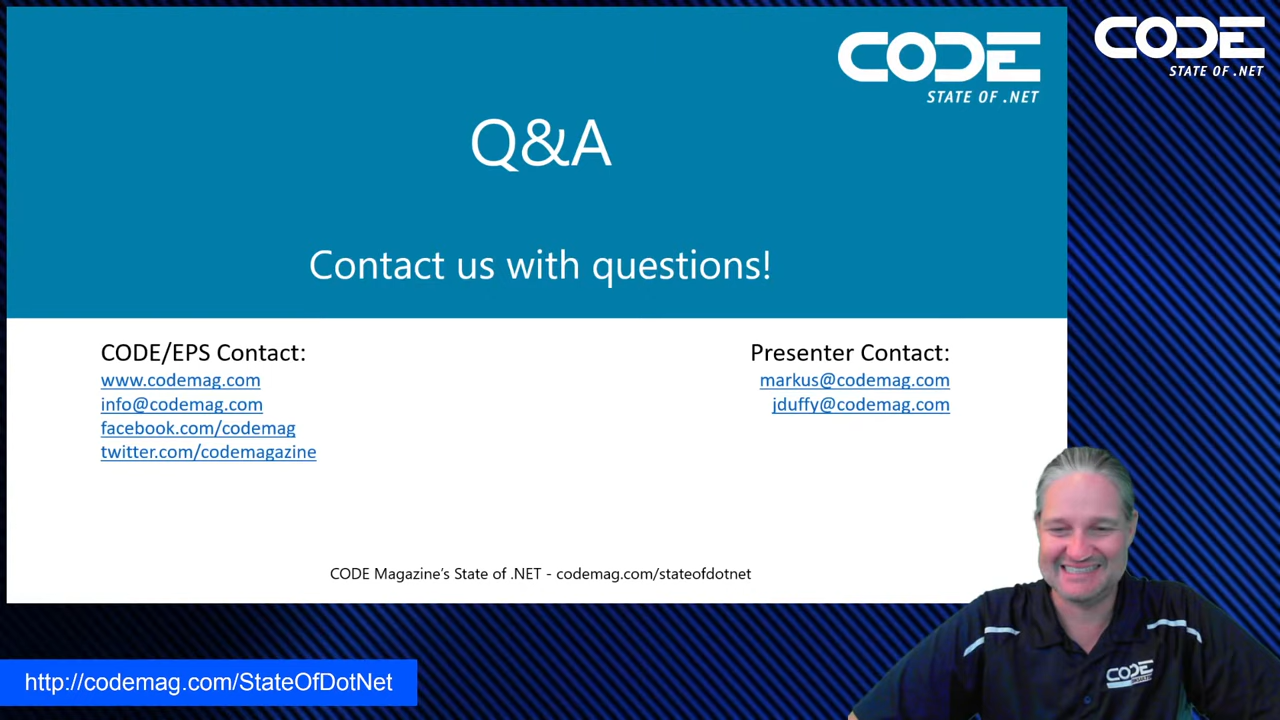 CODE
STATE OF .NET
CODE
STATE OF .NET
Q&A
Contact us with questions!
CODE/EPS Contact:
www.codemag.com
info@codemag.com
facebook.com/codemag
twitter.com/codemagazine
Presenter Contact:
markus@codemag.com
jduffy@codemag.com
CODE Magazine's State of .NET - codemag.com/stateofdotnet
http://codemag.com/StateOfDotNet
CODE